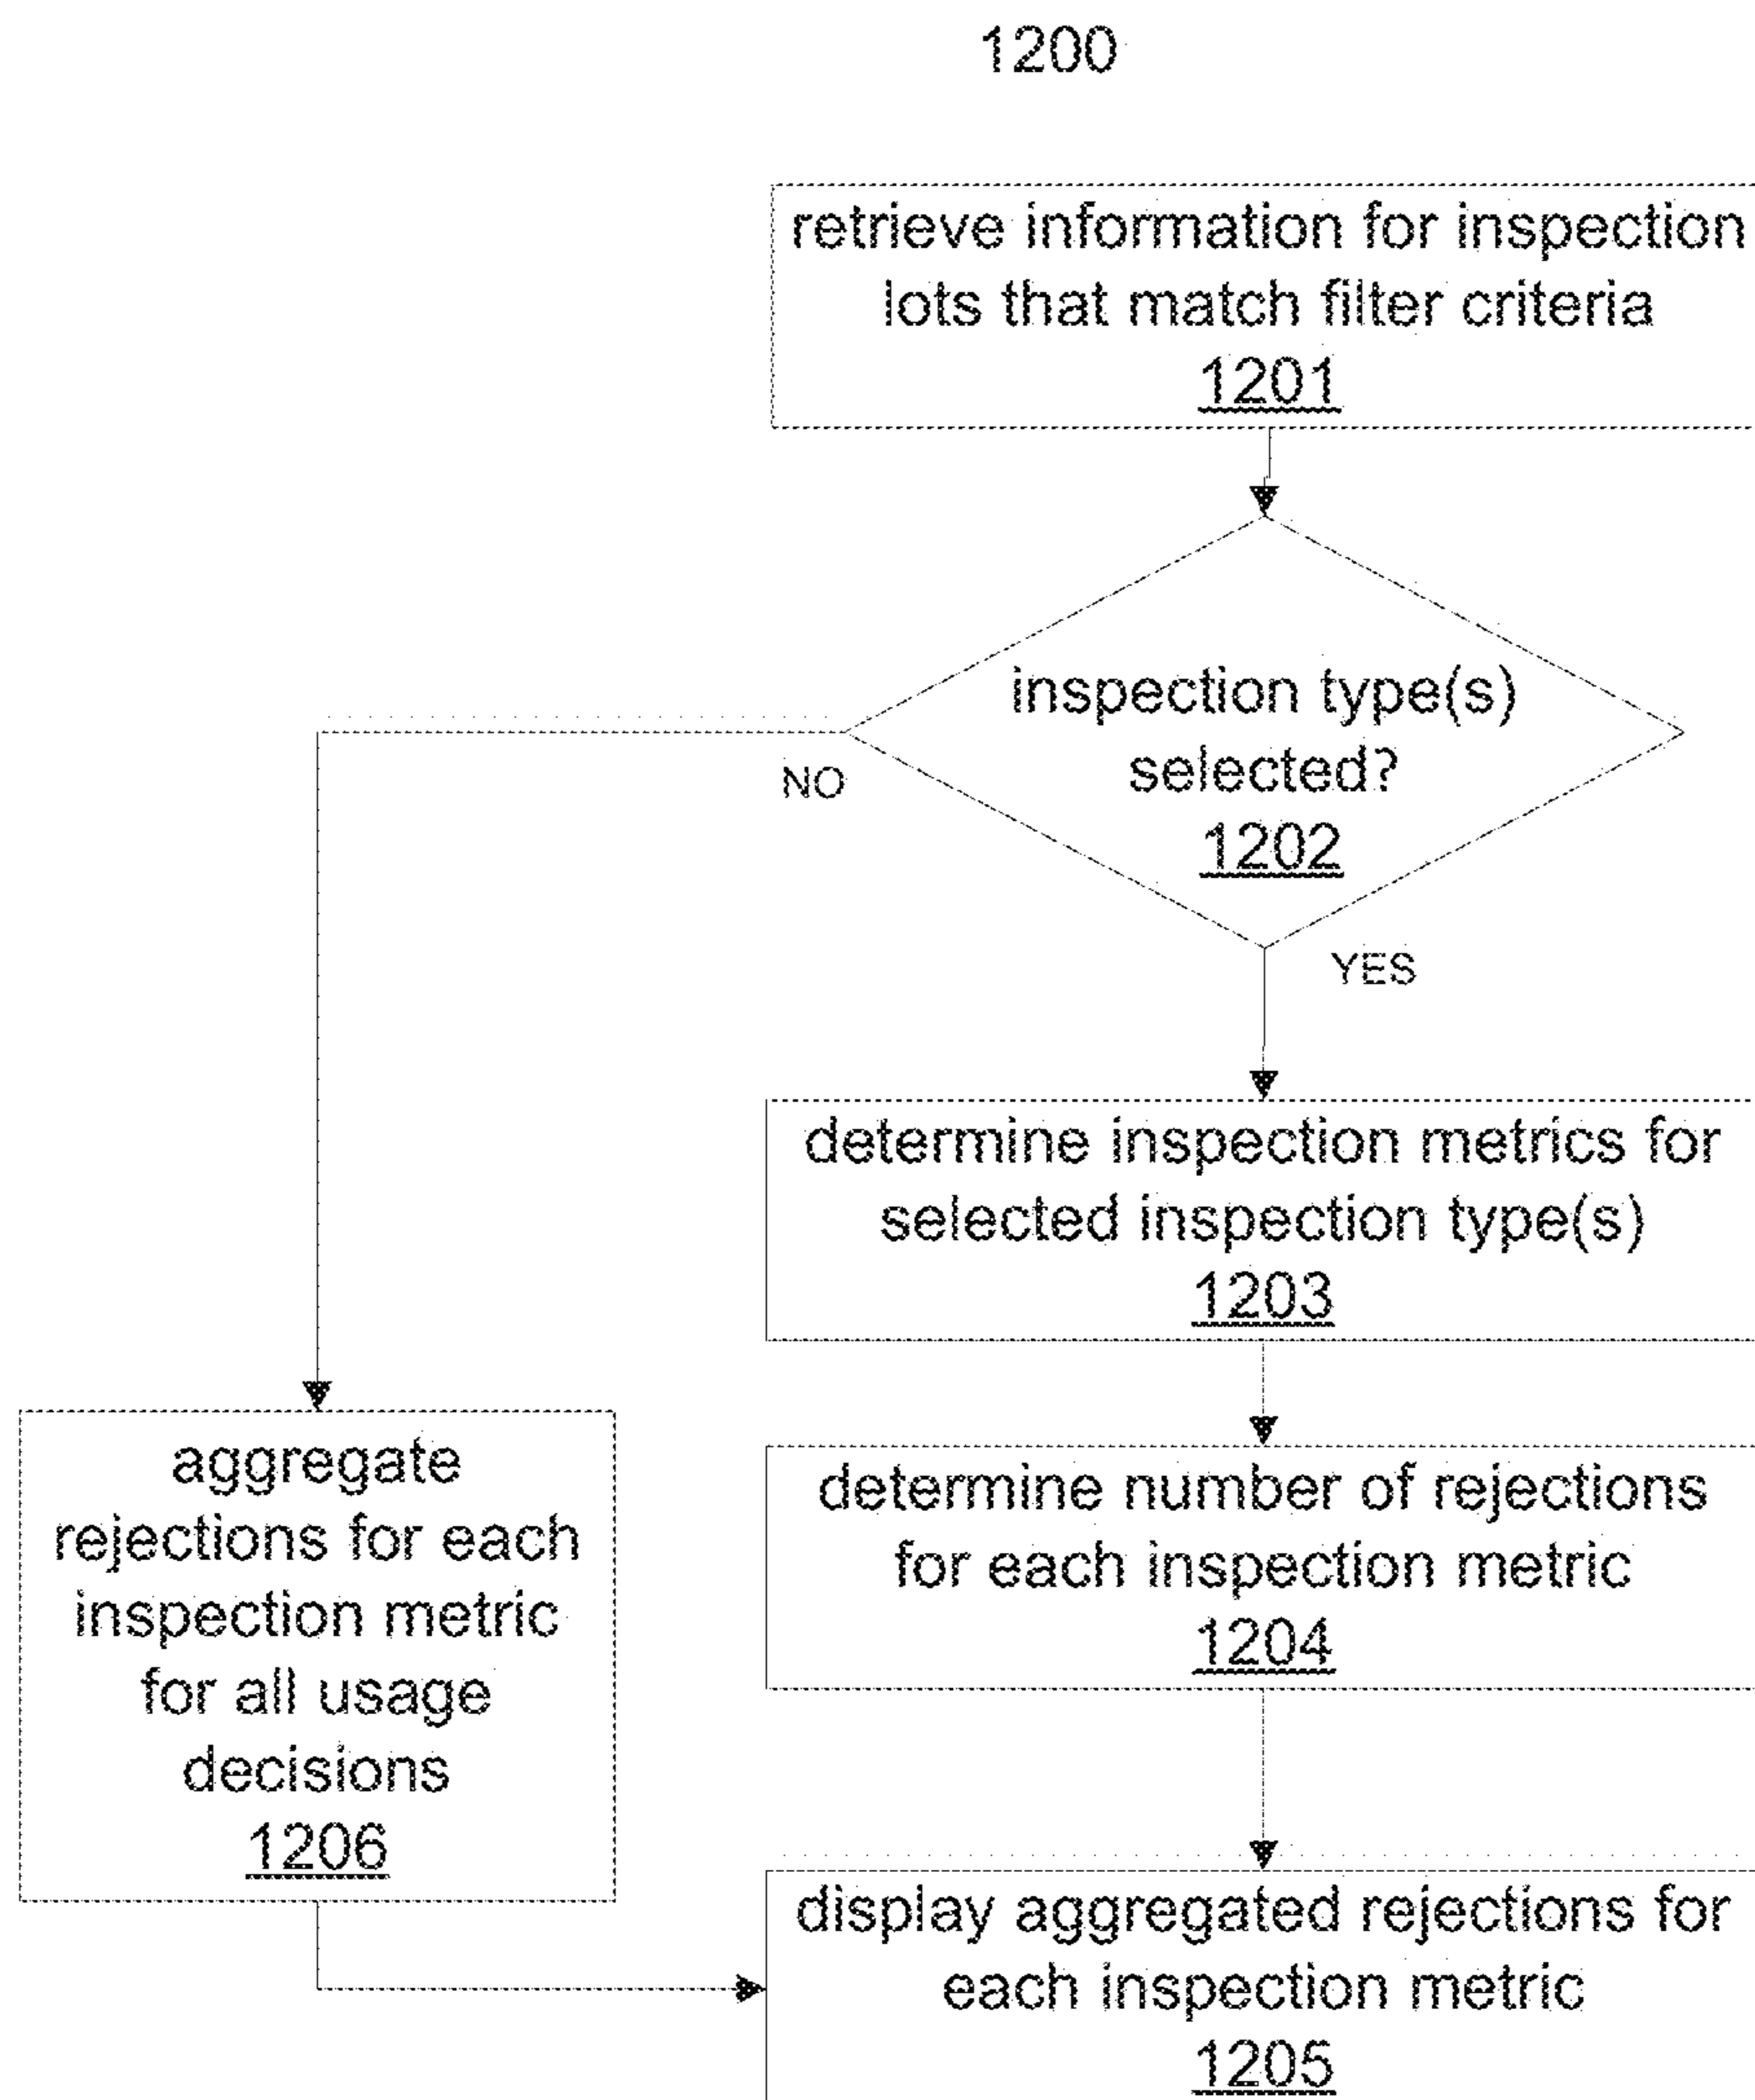 1200
retrieve information for inspection
lots that match filter criteria
1201
inspection type(s)
selected?
1202
NO
YES
determine inspection metrics for
selected inspection type(s)
1203
determine number of rejections
for each inspection metric
1204
aggregate
rejections for each
inspection metric
for all usage
decisions
1206
display aggregated rejections for
each inspection metric
1205